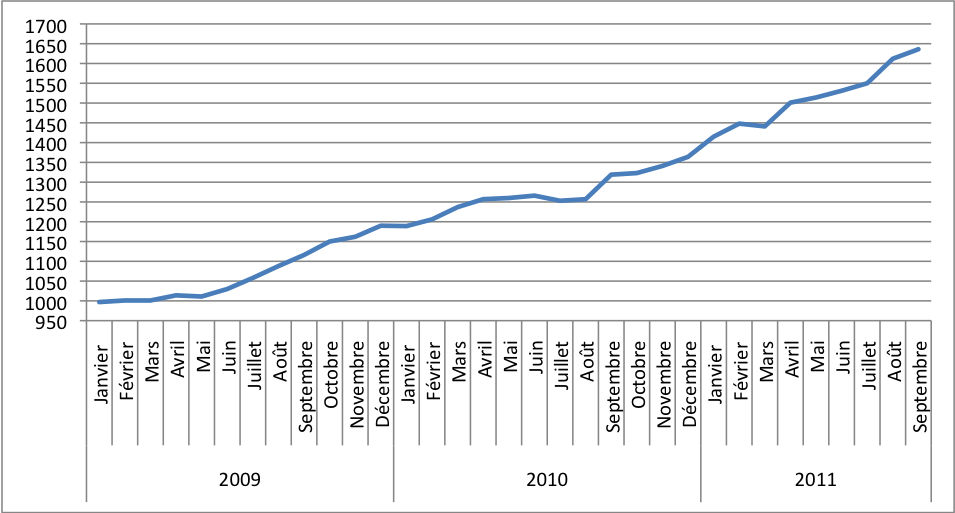 1700
1650
1600
1550
1500
1450
1400
1350
1300
1250
1200
1150
1100
1050
1000
950
Janvier
Février
Mars
Avril
Mai
Juin
Juillet
Août
Septembre
Octobre
Novembre
Décembre
Janvier
Février
Mars
Avril
Mai
Juin
Juillet
Août
Septembre
Octobre
Novembre
Décembre
Janvier
Février
Mars
Avril
Mai
Juin
Juillet
Août
Septembre
2009
2010
2011